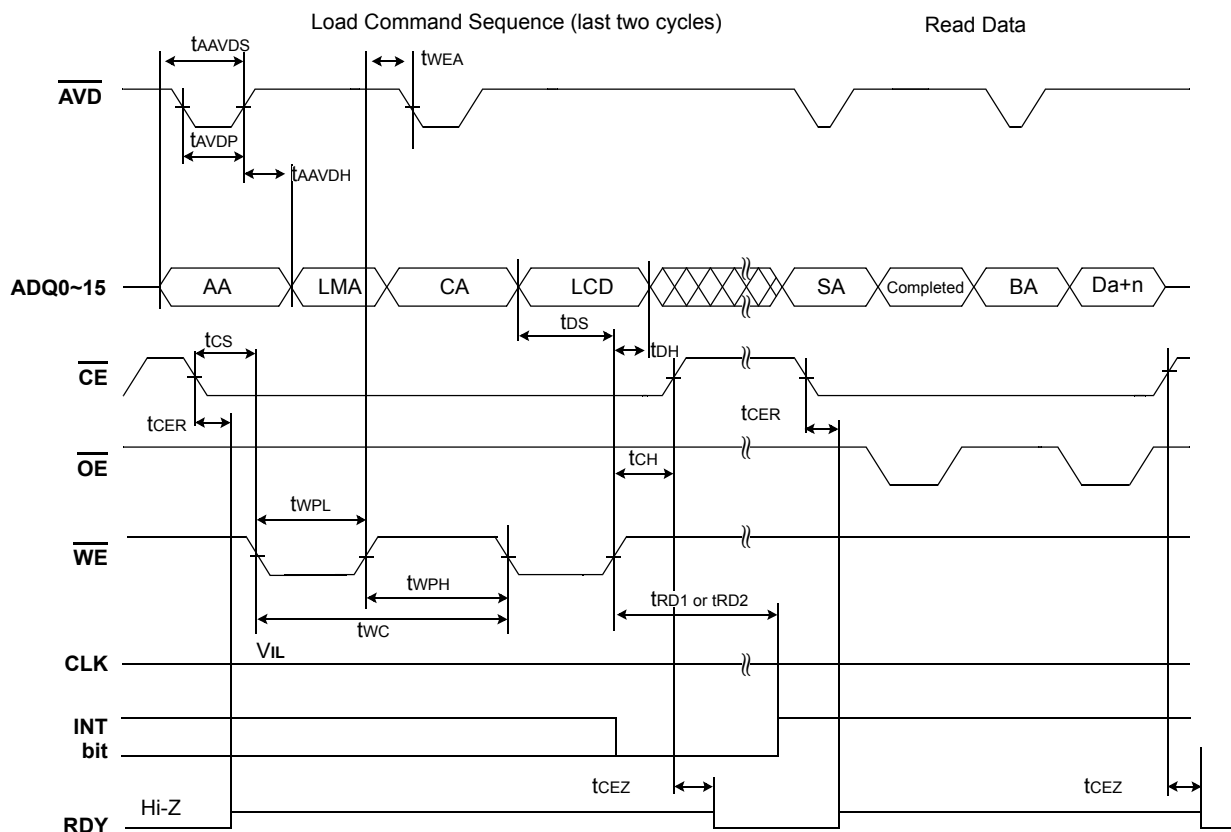 Load Command Sequence (last two cycles) Read Data
tAAVDS
tWEA
AVD
tAVDP
tAAVDH
ADQ0~15 AA LMA CA LCD SA Completed BA Da+n
tCS
tDS
tDH
CE
tCER
tCER
OE
tCH
tWPL
WE
tWPH
tRD1 or tRD2
tWC
VIL
CLK
INT
bit
tCEZ
tCEZ
Hi-Z
RDY